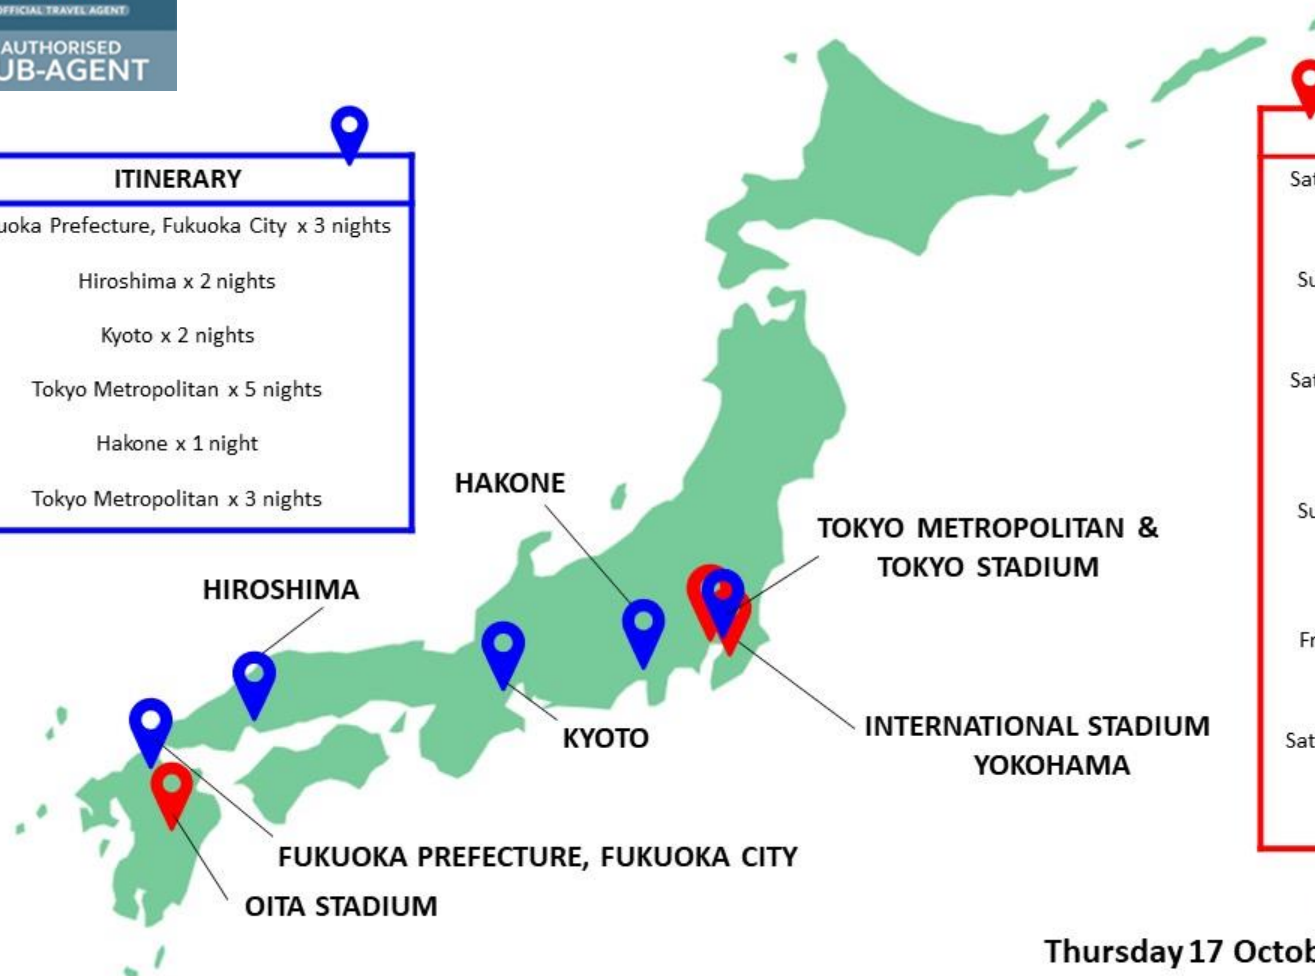 OFFICIAL TRAVEL AGENT
AUTHORISED
UB-AGENT
ITINERARY
uoka Prefecture, Fukuoka City x 3 nights
Hiroshima x 2 nights
Kyoto x 2 nights
Tokyo Metropolitan x 5 nights
Hakone x 1 night
Tokyo Metropolitan x 3 nights
Sat
Su
Sat
Su
Fr
Sat
HAKONE
TOKYO METROPOLITAN &
TOKYO STADIUM
HIROSHIMA
KYOTO
INTERNATIONAL STADIUM
YOKOHAMA
FUKUOKA PREFECTURE, FUKUOKA CITY
OITA STADIUM
Thursday 17 Octob